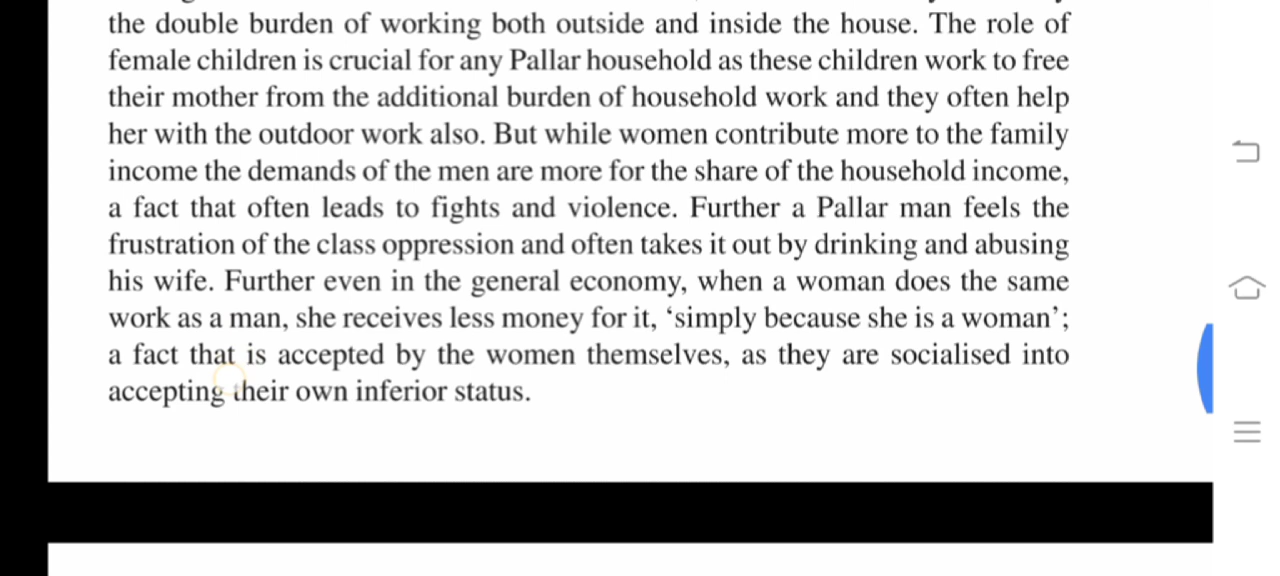 the double burden of working both outside and inside the house. The role of
female children is crucial for any Pallar household as these children work to free
their mother from the additional burden of household work and they often help
her with the outdoor work also. But while women contribute more to the family
income the demands of the men are more for the share of the household income,
a fact that often leads to fights and violence. Further a Pallar man feels the
frustration of the class oppression and often takes it out by drinking and abusing
his wife. Further even in the general economy, when a woman does the same
work as a man, she receives less money for it, ‘simply because she is a woman’;
a fact that is accepted by the women themselves, as they are socialised into
accepting their own inferior status.